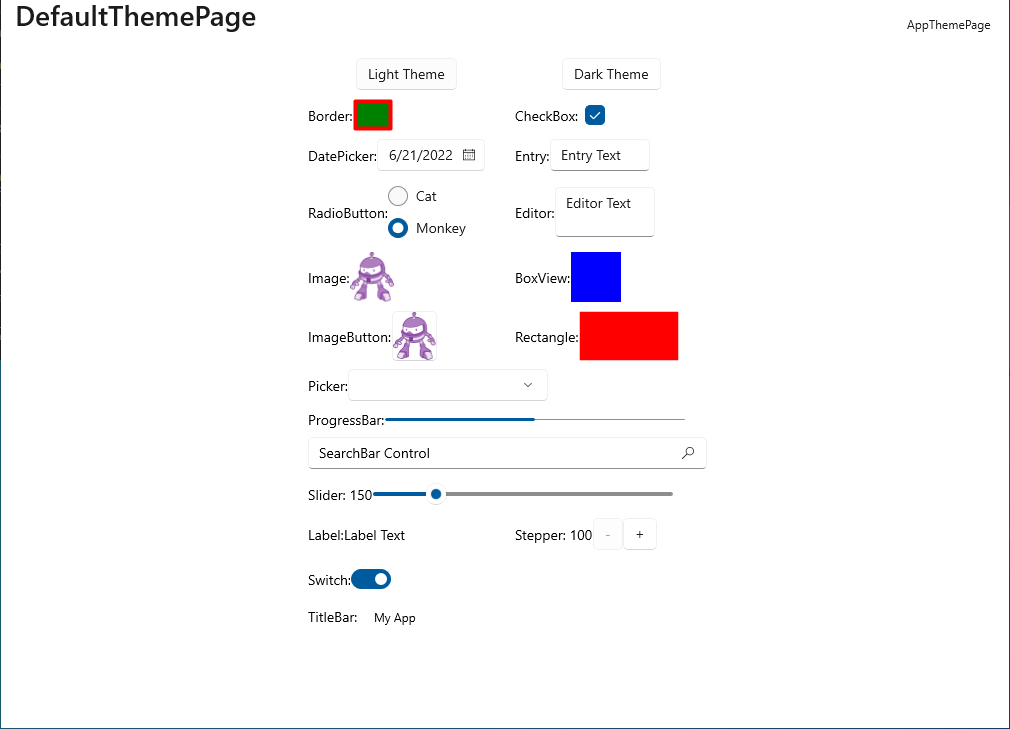 DefaultThemePage
AppThemePage
Light Theme
Dark Theme
Border:
CheckBox:
DatePicker: 6/21/2022
Entry: Entry Text
RadioButton:
Cat
Monkey
Editor: Editor Text
Image:
BoxView:
ImageButton:
Rectangle:
Picker:
ProgressBar:
SearchBar Control
Slider: 150
Label:Label Text
Stepper: 100 - +
Switch:
TitleBar: My App